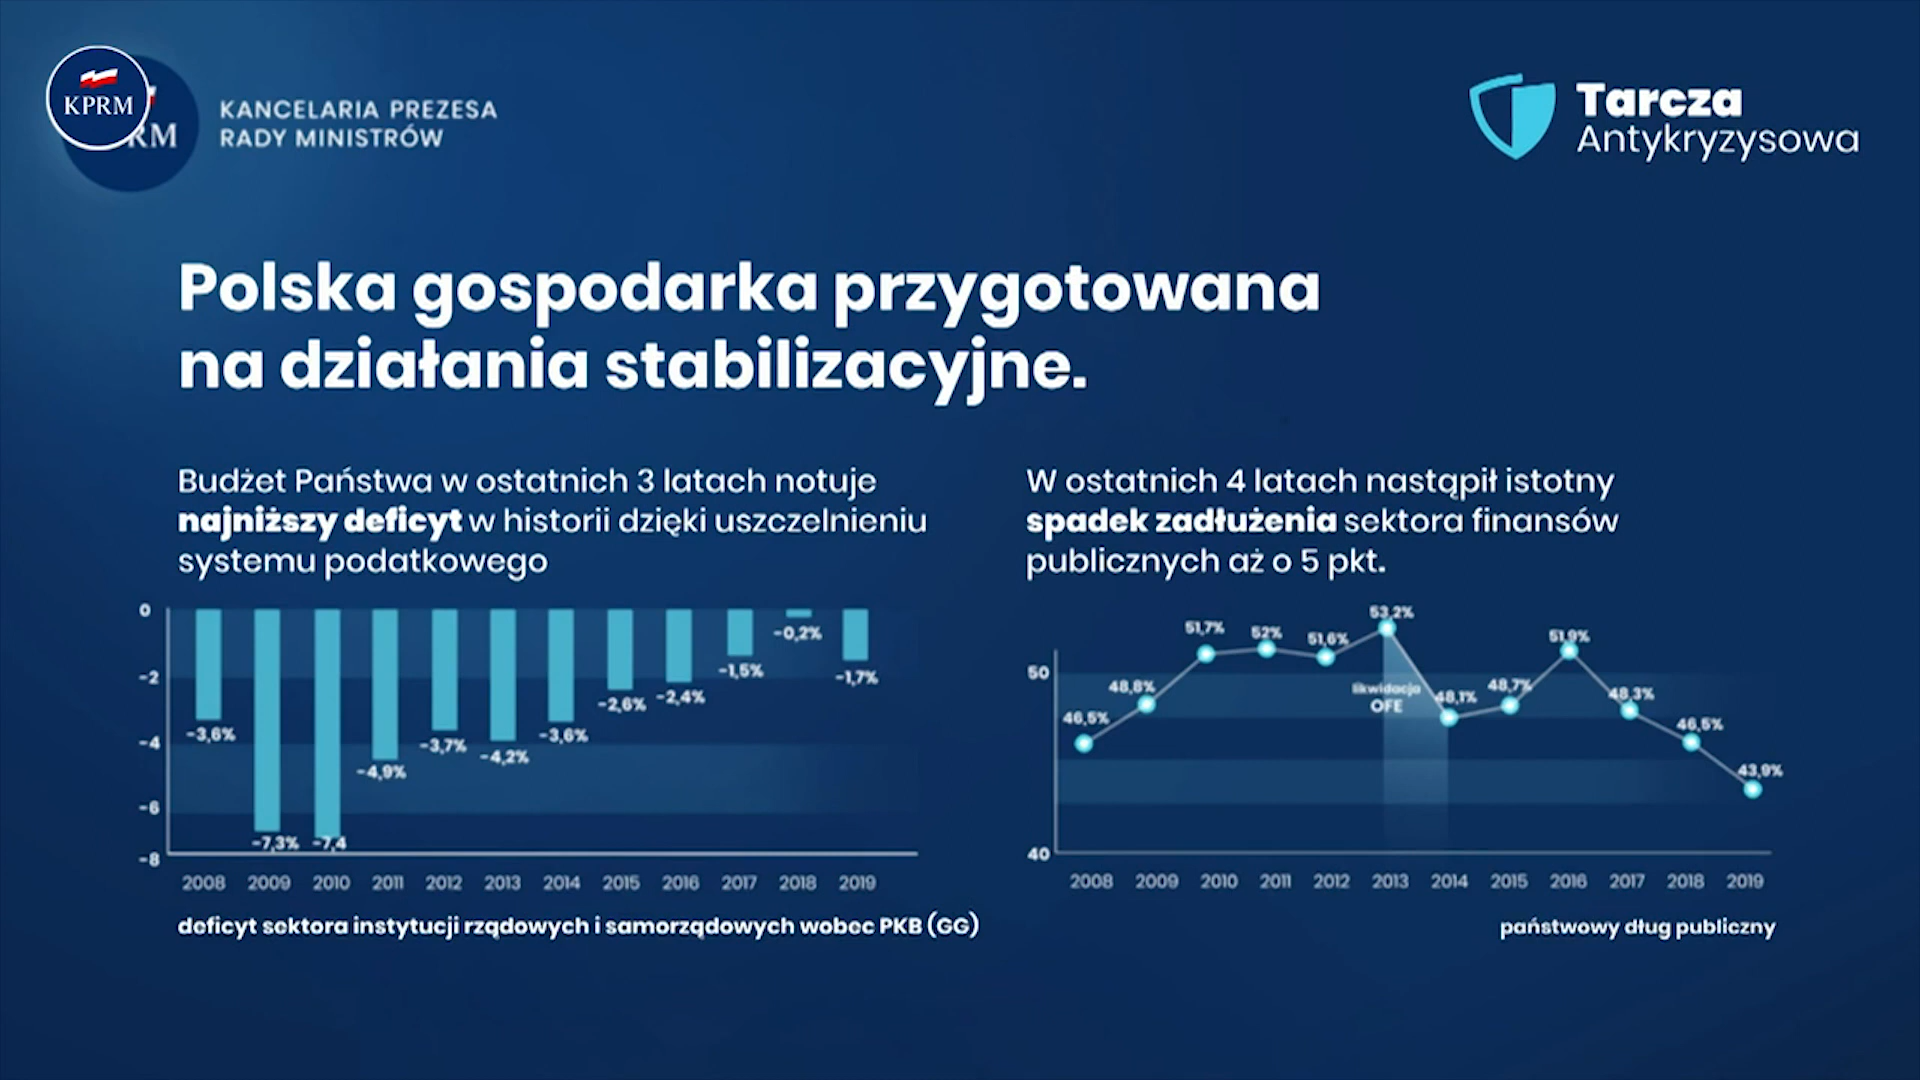 KPRM
RM
KANCELARIA PREZESA
RADY MINISTRÓW
Tarcza
Antykryzysowa
Polska gospodarka przygotowana
na działania stabilizacyjne.
Budżet Państwa w ostatnich 3 latach notuje
najniższy deficyt w historii dzięki uszczelnieniu
systemu podatkowego
0
-2
-4
-6
-8
-3,6%
-7,3%
-7,4
-4,9%
-3,7%
-4,2%
-3,6%
-2,6%
-2,4%
-1,5%
-0,2%
-1,7%
2008 2009 2010 2011 2012 2013 2014 2015 2016 2017 2018 2019
deficyt sektora instytucji rządowych i samorządowych wobec PKB (GG)
W ostatnich 4 latach nastąpił istotny
spadek zadłużenia sektora finansów
publicznych aż o 5 pkt.
50
40
46,5%
48,8%
51,7%
52%
51,6%
53,2%
likwidacja
OFE
48,1%
48,7%
51,9%
48,3%
46,5%
43,9%
2008 2009 2010 2011 2012 2013 2014 2015 2016 2017 2018 2019
państwowy dług publiczny